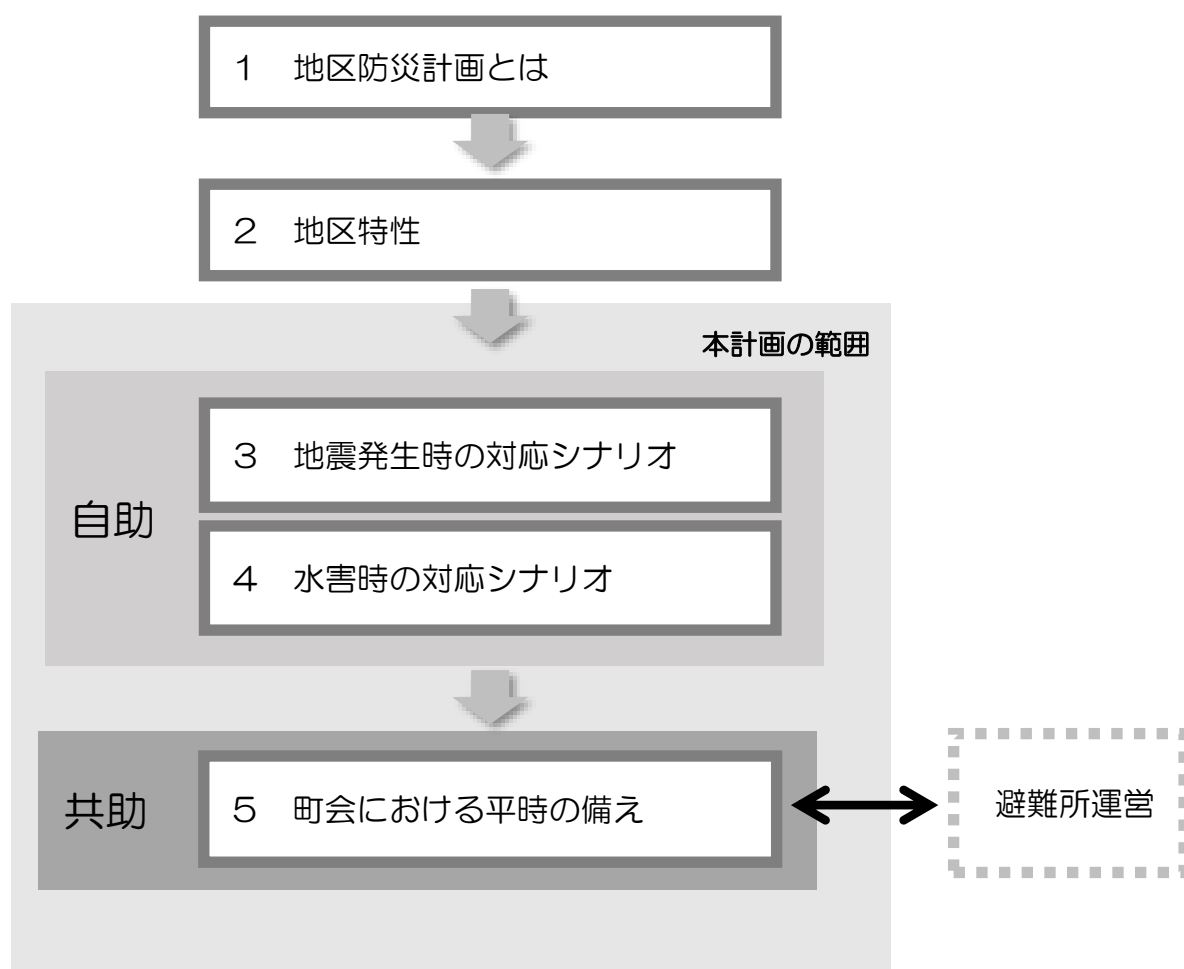 １　地区防災計画とは
２　地区特性
本計画の範囲
自助
３　地震発生時の対応シナリオ
４　水害時の対応シナリオ
共助
５　町会における平時の備え
避難所運営